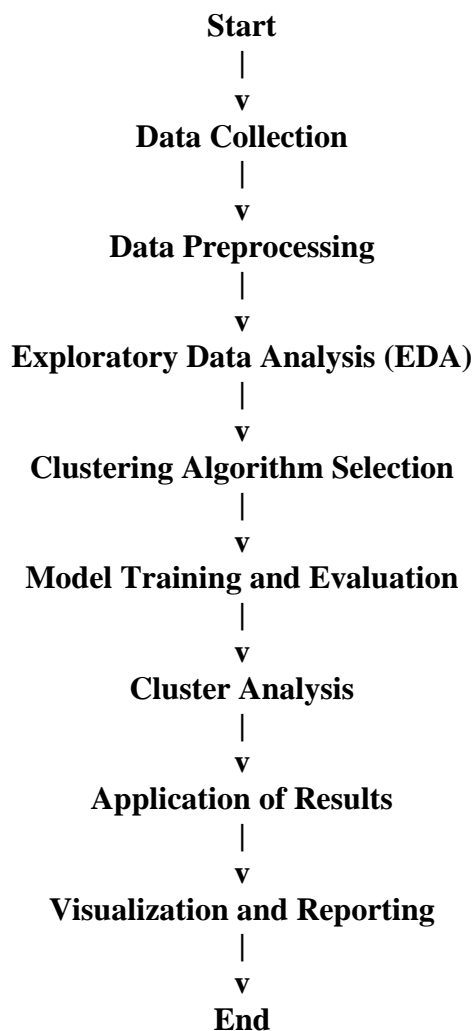 Start
|
v
Data Collection
|
v
Data Preprocessing
|
v
Exploratory Data Analysis (EDA)
|
v
Clustering Algorithm Selection
|
v
Model Training and Evaluation
|
v
Cluster Analysis
|
v
Application of Results
|
v
Visualization and Reporting
|
v
End